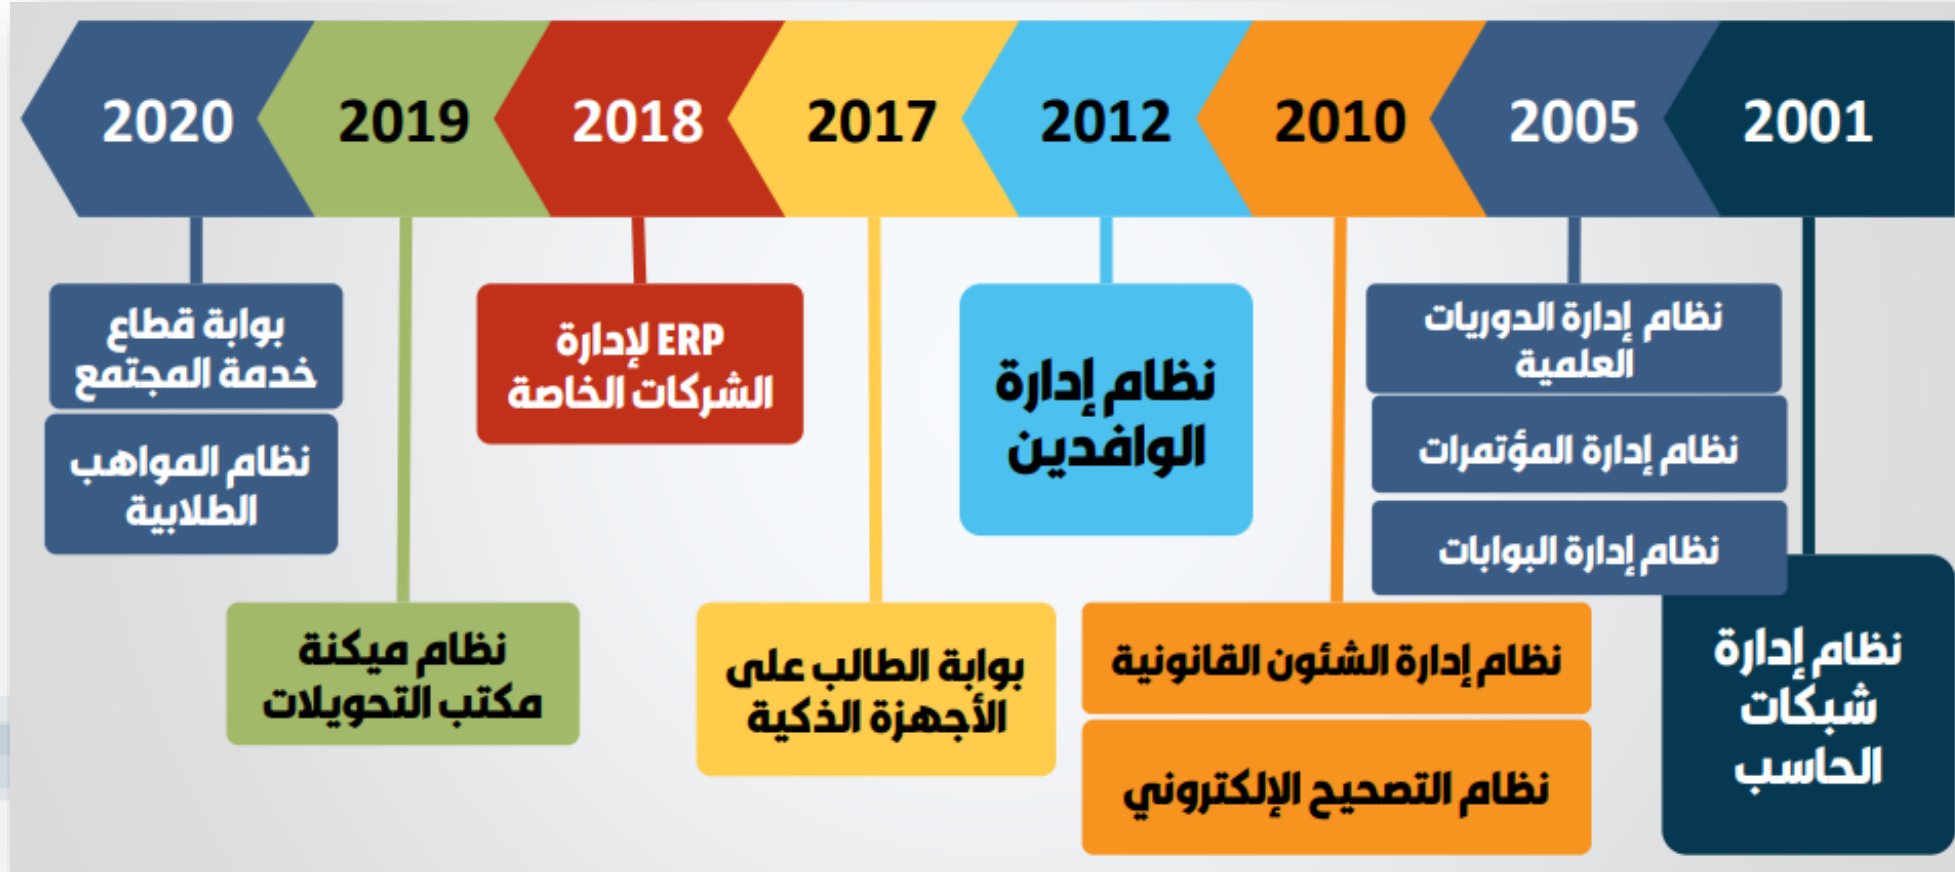 2001
2005
2010
2012
2017
2018
2019
2020
نظام إدارة
شبكات
الحاسب
نظام إدارة الدوريات
العلمية
نظام إدارة المؤتمرات
نظام إدارة البوابات
نظام إدارة الشئون القانونية
نظام التصحيح الإلكتروني
نظام إدارة
الوافدين
بوابة الطالب على
الأجهزة الذكية
ERP لإدارة
الشركات الخاصة
نظام ميكنة
مكتب التحويلات
بوابة قطاع
خدمة المجتمع
نظام المواهب
الطلابية